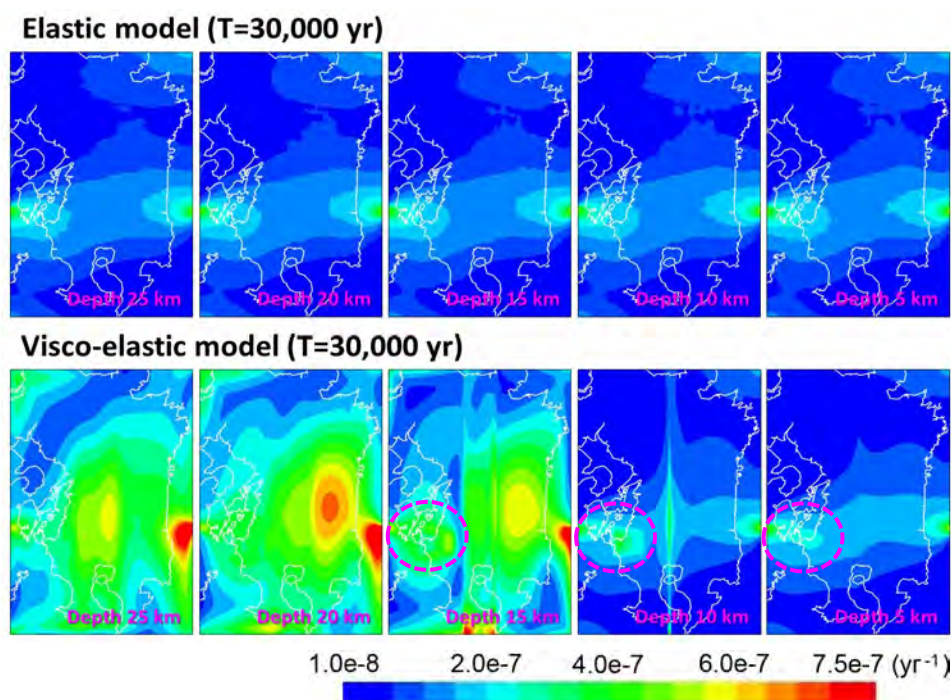 Elastic model (T=30,000 yr)
Depth 25 km
Depth 20 km
Depth 15 km
Depth 10 km
Depth 5 km
Visco-elastic model (T=30,000 yr)
Depth 25 km
Depth 20 km
Depth 15 km
Depth 10 km
Depth 5 km
1.0e-8 2.0e-7 4.0e-7 6.0e-7 7.5e-7 (yr⁻¹)